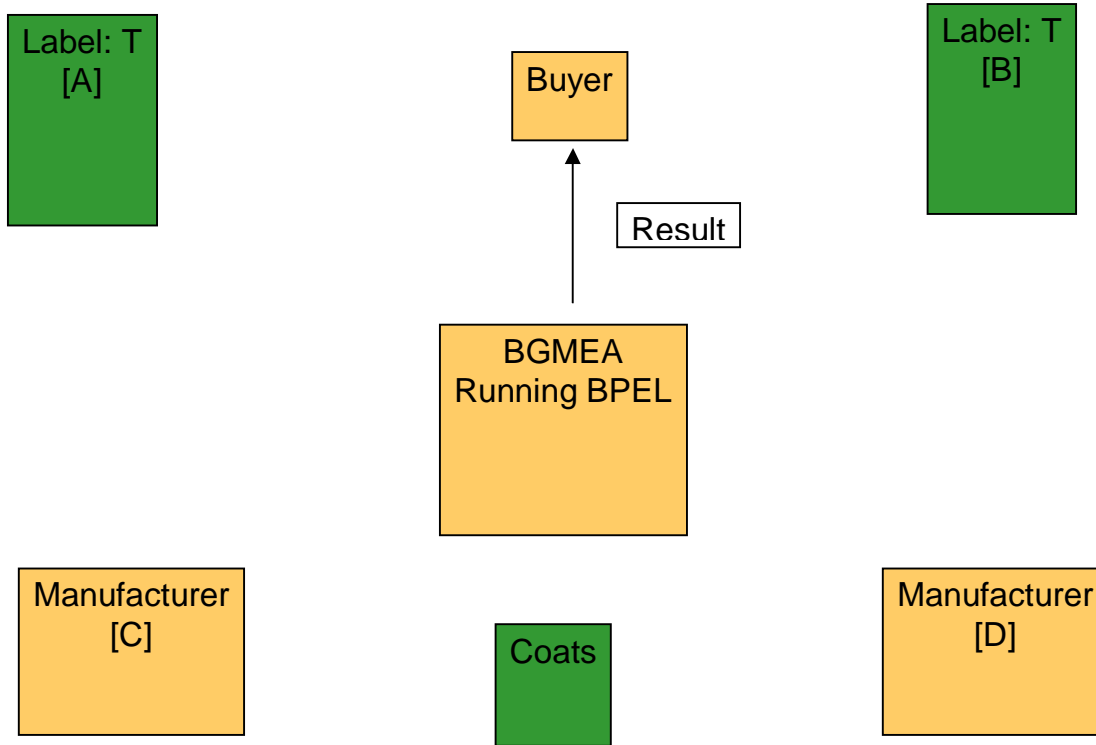 Label: T
[A]
Buyer
Label: T
[B]
Result
BGMEA
Running BPEL
Manufacturer
[C]
Coats
Manufacturer
[D]